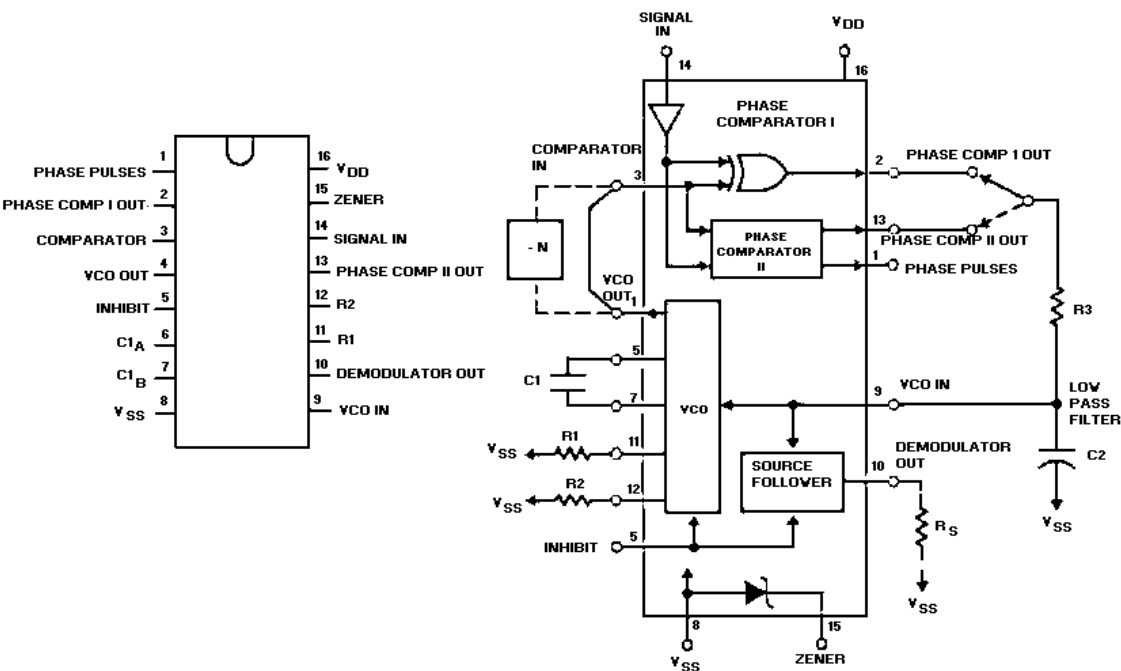 1 PHASE PULSES
2 PHASE COMP I OUT
3 COMPARATOR
4 VCO OUT
5 INHIBIT
6 C1A
7 C1B
8 VSS
16 VDD
15 ZENER
14 SIGNAL IN
13 PHASE COMP II OUT
12 R2
11 R1
10 DEMODULATOR OUT
9 VCO IN
SIGNAL
IN
14
VDD
16
PHASE
COMPARATOR I
COMPARATOR
IN
3
2
PHASE COMP 1 OUT
13
PHASE COMP II OUT
PHASE
COMPARATOR
II
1
PHASE PULSES
- N
VCO
OUT
1
R3
5
C1
7
VCO
9
VCO IN
LOW
PASS
FILTER
R1
11
VSS
R2
12
VSS
SOURCE
FOLLOWER
DEMODULATOR
OUT
10
C2
VSS
RS
VSS
INHIBIT
5
8
VSS
15
ZENER